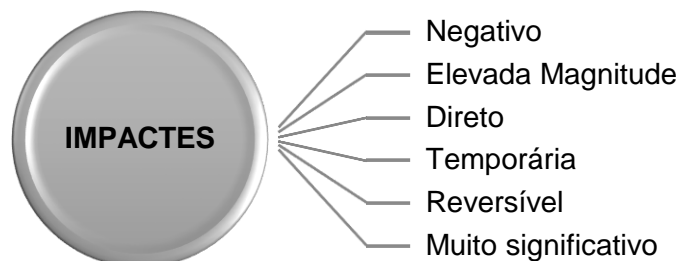 IMPACTES
Negativo
Elevada Magnitude
Direto
Temporária
Reversível
Muito significativo